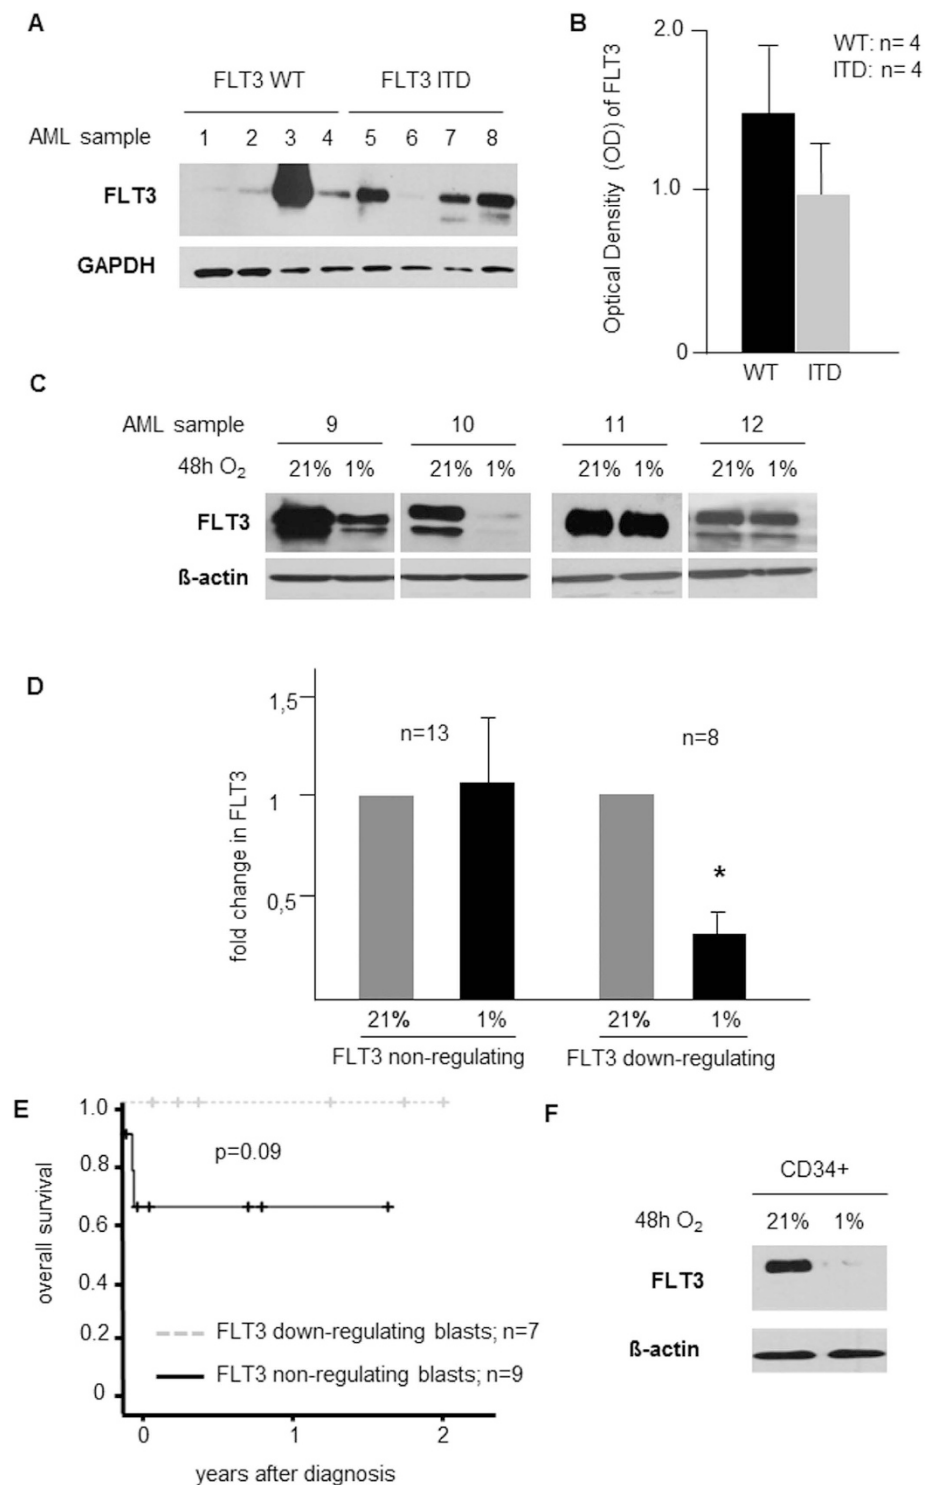 A
FLT3 WT FLT3 ITD
AML sample 1 2 3 4 5 6 7 8
FLT3
GAPDH
B
WT: n= 4
ITD: n= 4
Optical Densitiy (OD) of FLT3
2.0
1.0
0
WT ITD
C
AML sample 9 10 11 12
48h O2 21% 1% 21% 1% 21% 1% 21% 1%
FLT3
ß-actin
D
fold change in FLT3
1,5
1
0,5
n=13 n=8
*
21% 1% 21% 1%
FLT3 non-regulating FLT3 down-regulating
E
overall survival
1.0
0.8
0.6
0.4
0.2
0
p=0.09
FLT3 down-regulating blasts; n=7
FLT3 non-regulating blasts; n=9
0 1 2
years after diagnosis
F
CD34+
48h O2 21% 1%
FLT3
ß-actin